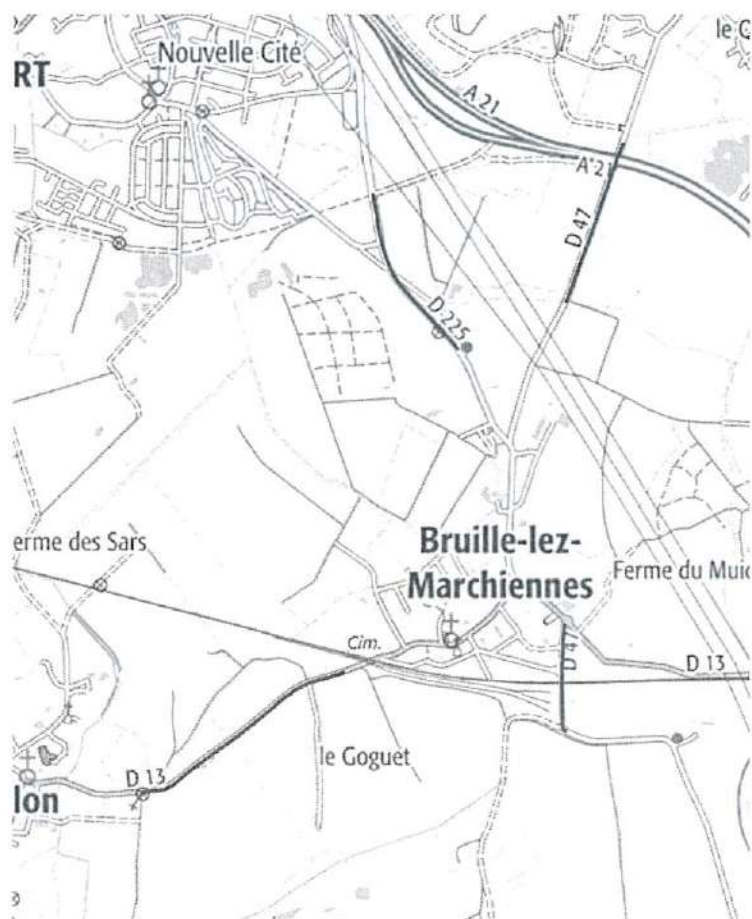 le C
Nouvelle Cité
RT
A 21
A 21
D 47
D 225
erme des Sars
Bruille-lez-
Marchiennes
Ferme du Muid
Cim.
D 47
D 13
D 13
le Goguet
lon